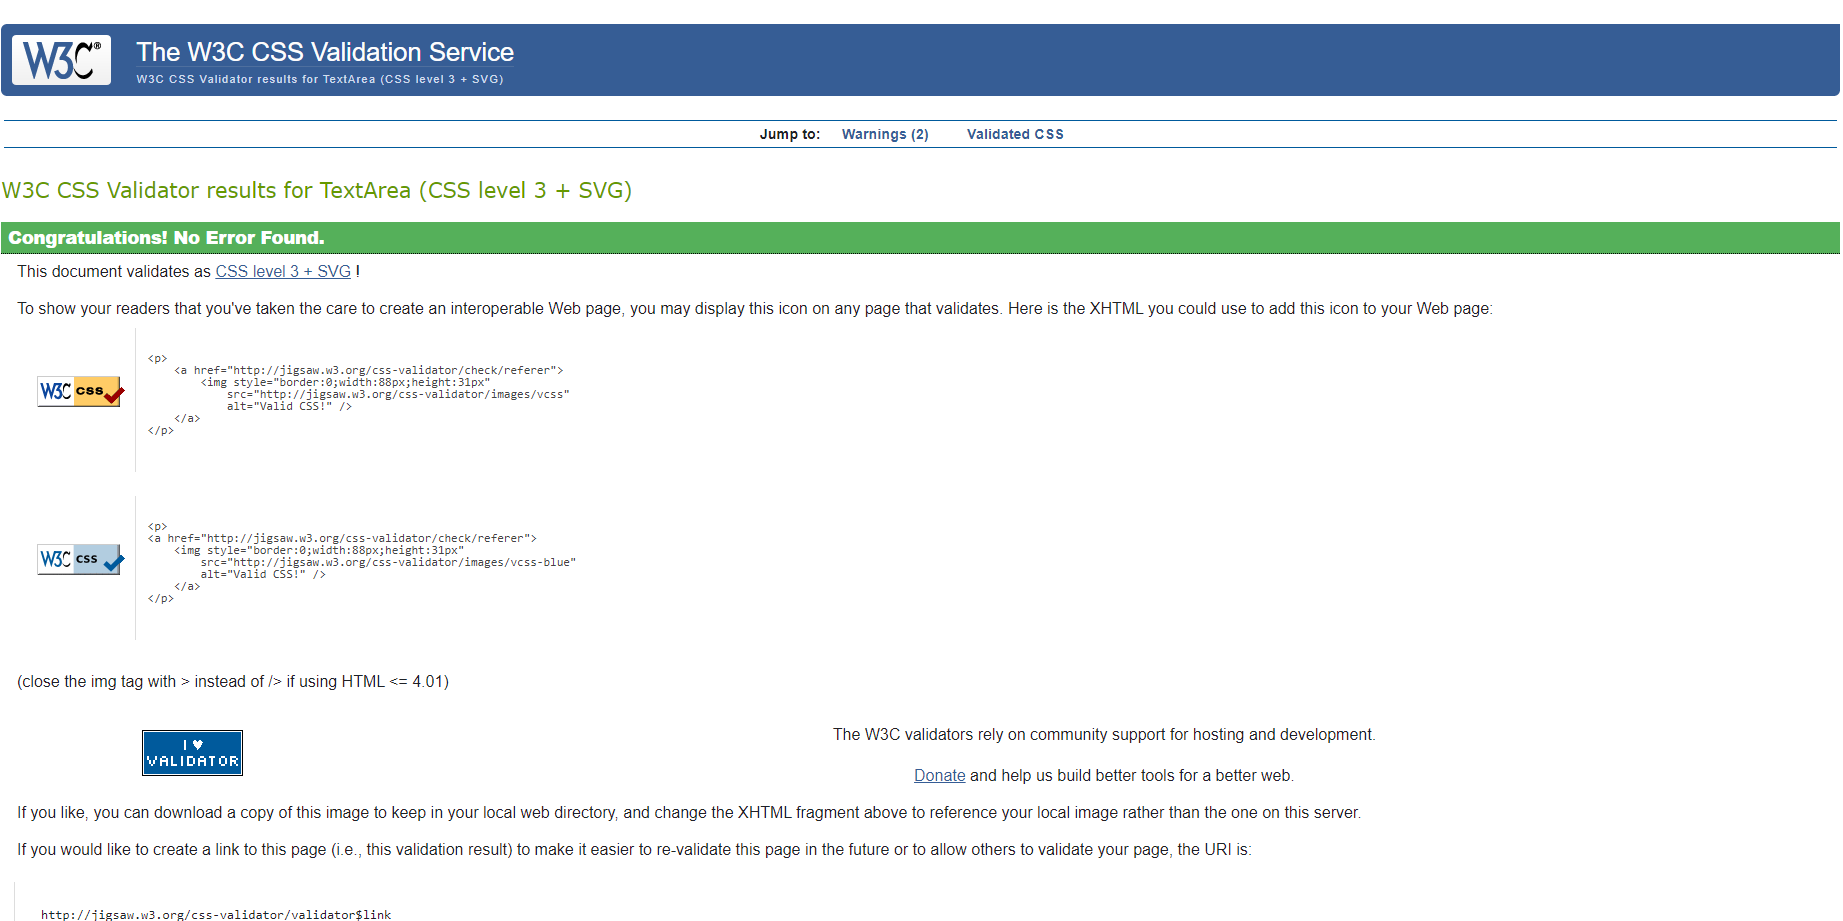 W3C® The W3C CSS Validation Service
W3C CSS Validator results for TextArea (CSS level 3 + SVG)
Jump to: Warnings (2) Validated CSS
W3C CSS Validator results for TextArea (CSS level 3 + SVG)
Congratulations! No Error Found.
This document validates as CSS level 3 + SVG !
To show your readers that you've taken the care to create an interoperable Web page, you may display this icon on any page that validates. Here is the XHTML you could use to add this icon to your Web page:
W3C css
<p>
<a href="http://jigsaw.w3.org/css-validator/check/referer">
<img style="border:0;width:88px;height:31px"
src="http://jigsaw.w3.org/css-validator/images/vcss"
alt="Valid CSS!" />
</a>
</p>
W3C css
<p>
<a href="http://jigsaw.w3.org/css-validator/check/referer">
<img style="border:0;width:88px;height:31px"
src="http://jigsaw.w3.org/css-validator/images/vcss-blue"
alt="Valid CSS!" />
</a>
</p>
(close the img tag with > instead of /> if using HTML <= 4.01)
I ♥
VALIDATOR
The W3C validators rely on community support for hosting and development.
Donate and help us build better tools for a better web.
If you like, you can download a copy of this image to keep in your local web directory, and change the XHTML fragment above to reference your local image rather than the one on this server.
If you would like to create a link to this page (i.e., this validation result) to make it easier to re-validate this page in the future or to allow others to validate your page, the URI is:
http://jigsaw.w3.org/css-validator/validator$link